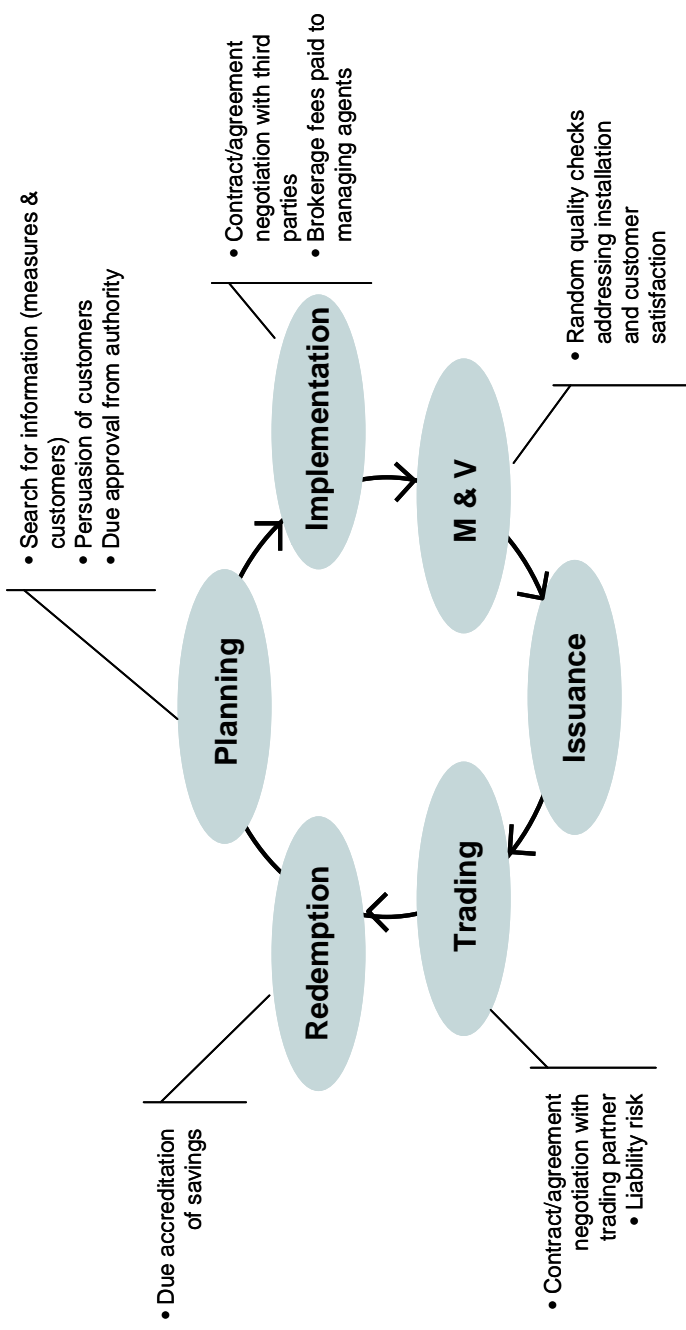 • Search for information (measures &
customers)
• Persuasion of customers
• Due approval from authority
Planning
• Contract/agreement
negotiation with third
parties
• Brokerage fees paid to
managing agents
Implementation
M & V
• Random quality checks
addressing installation
and customer
satisfaction
Issuance
Trading
• Contract/agreement
negotiation with
trading partner
• Liability risk
Redemption
• Due accreditation
of savings